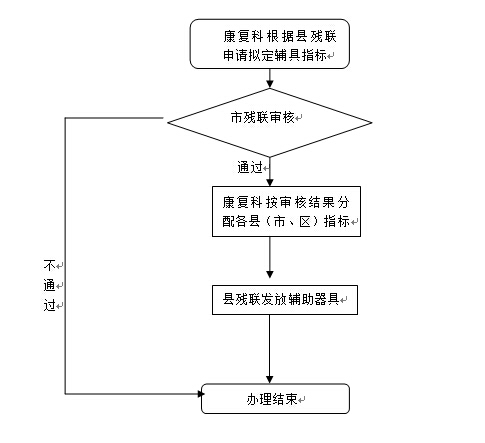 康复科根据县残联
申请拟定辅具指标
市残联审核
通过
康复科按审核结果分
配各县（市、区）指标
不
通
过
县残联发放辅助器具
办理结束